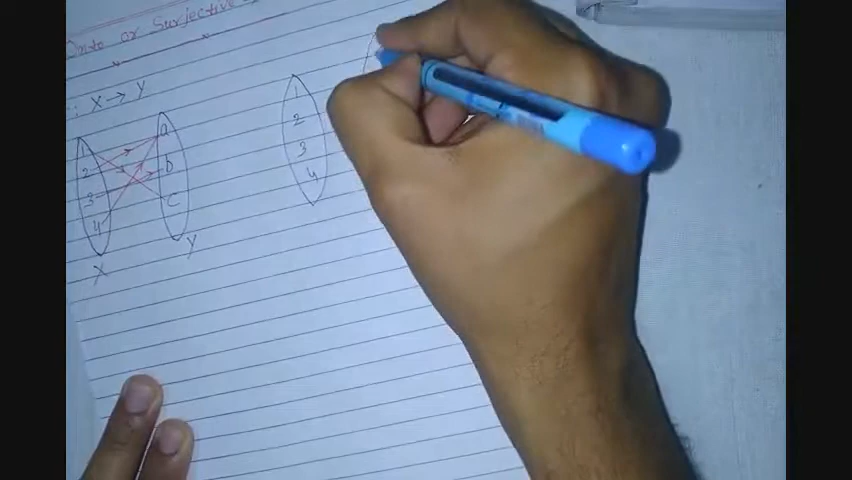 Onto or Surjective
: X → Y
1 a 1
2 b 2
3 c 3
4 4
X Y